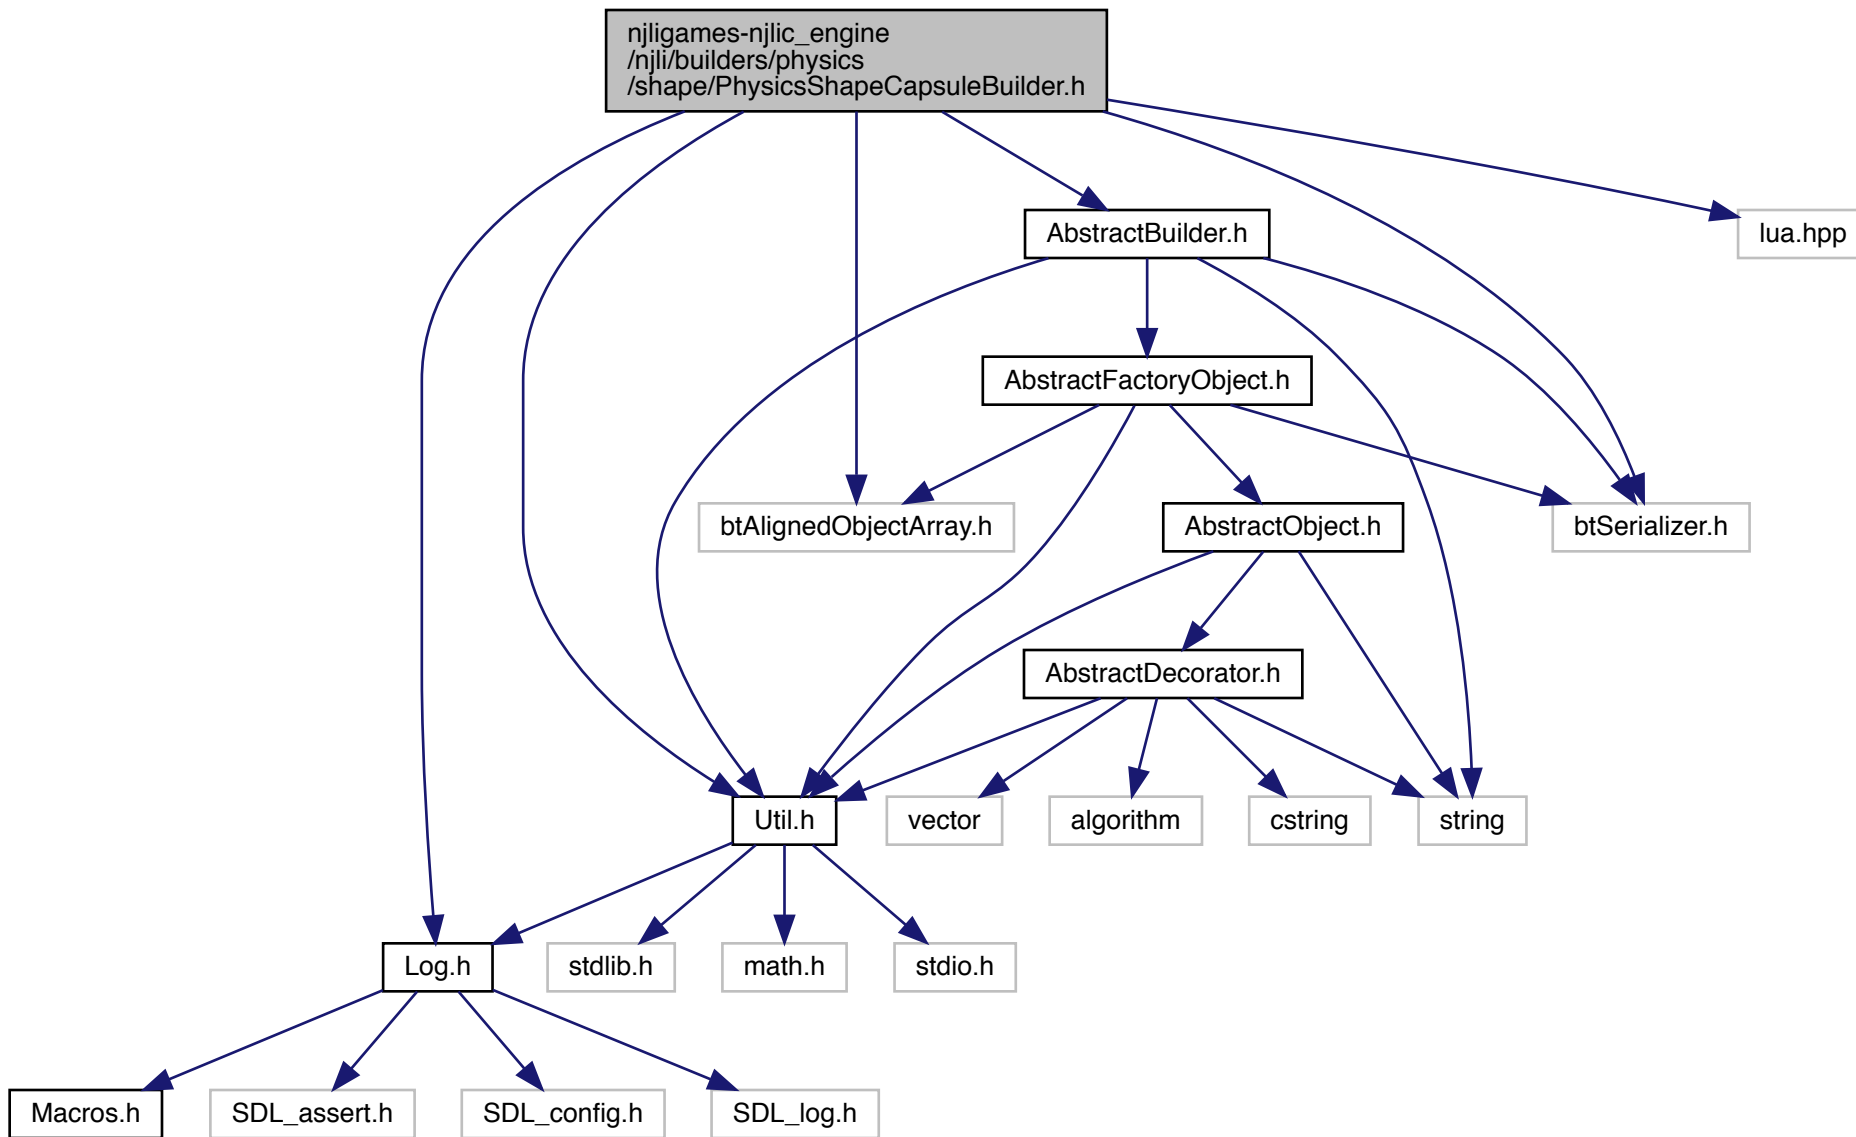 njligames-njlic_engine
/njli/builders/physics
/shape/PhysicsShapeCapsuleBuilder.h
AbstractBuilder.h
lua.hpp
AbstractFactoryObject.h
btAlignedObjectArray.h
AbstractObject.h
btSerializer.h
AbstractDecorator.h
Util.h
vector
algorithm
cstring
string
Log.h
stdlib.h
math.h
stdio.h
Macros.h
SDL_assert.h
SDL_config.h
SDL_log.h